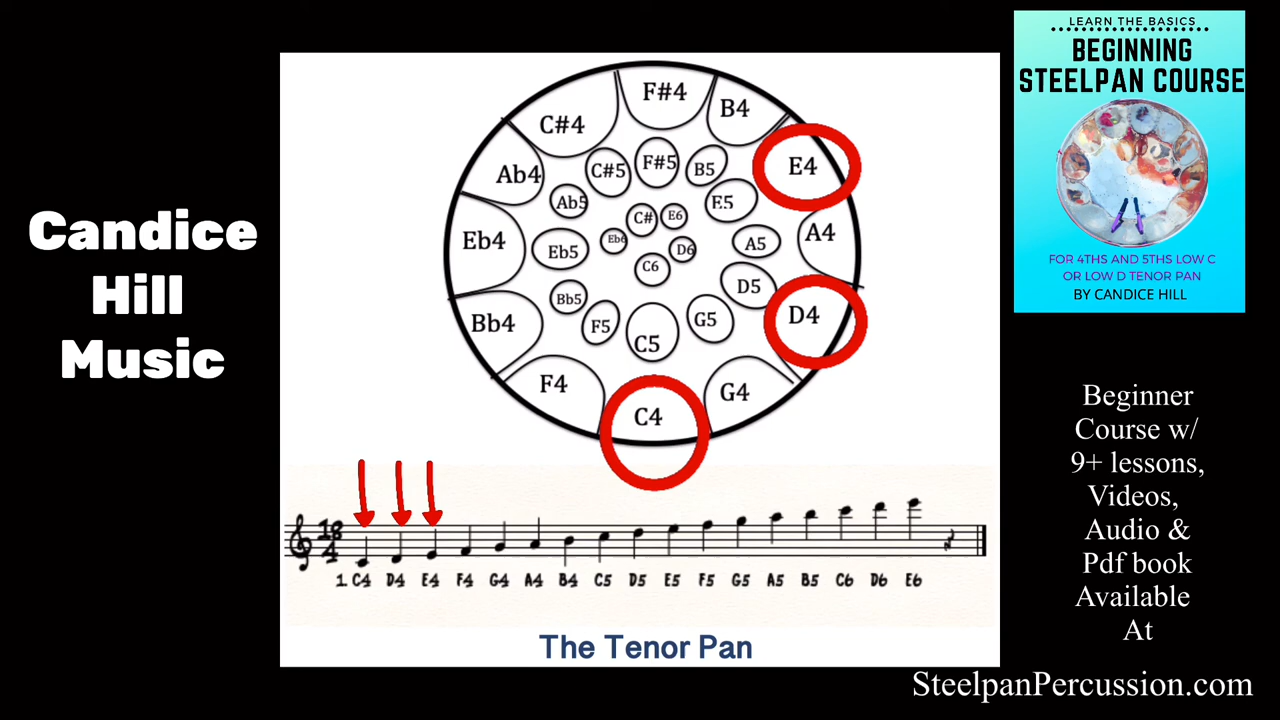 Candice
Hill
Music
F#4
C#4
B4
E4
Ab4
C#5
F#5
B5
Ab5
E5
C#
E6
Eb4
Eb5
Eb6
D6
A5
A4
C6
D5
Bb4
Bb5
F5
C5
G5
D4
F4
C4
G4
18
4
1. C4 D4 E4 F4 G4 A4 B4 C5 D5 E5 F5 G5 A5 B5 C6 D6 E6
The Tenor Pan
LEARN THE BASICS
BEGINNING
STEELPAN COURSE
FOR 4THS AND 5THS LOW C
OR LOW D TENOR PAN
BY CANDICE HILL
Beginner
Course w/
9+ lessons,
Videos,
Audio &
Pdf book
Available
At
SteelpanPercussion.com